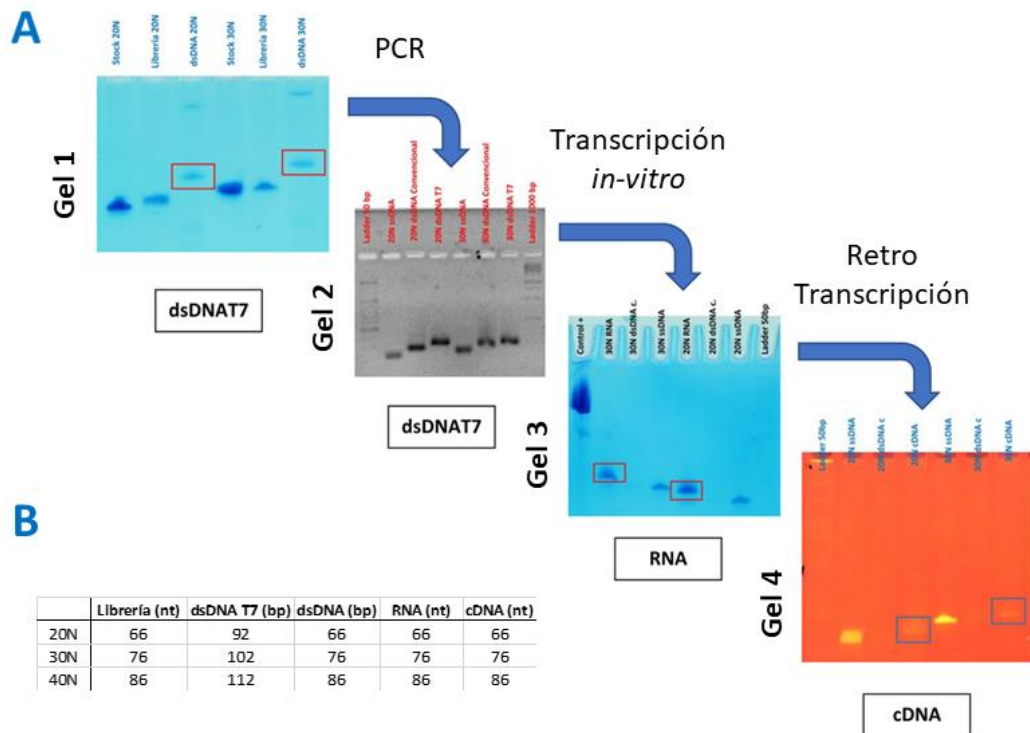 A
Stock 20N
Librería 20N
dsDNA 20N
Stock 30N
Librería 30N
dsDNA 30N
Gel 1
dsDNAT7
PCR
Ladder 50 bp
20N ssDNA
20N dsDNA Convencional
20N dsDNA T7
30N ssDNA
30N dsDNA Convencional
30N dsDNA T7
Ladder 1000 bp
Gel 2
dsDNAT7
Transcripción
in-vitro
Control +
30N RNA
30N dsDNA c.
30N ssDNA
20N RNA
20N dsDNA c.
20N ssDNA
Ladder 50bp
Gel 3
RNA
Retro
Transcripción
Ladder 50bp
20N ssDNA
20N dsDNA c
20N cDNA
30N ssDNA
30N dsDNA c
30N cDNA
Gel 4
cDNA
B
Librería (nt) dsDNA T7 (bp) dsDNA (bp) RNA (nt) cDNA (nt)
20N 66 92 66 66 66
30N 76 102 76 76 76
40N 86 112 86 86 86